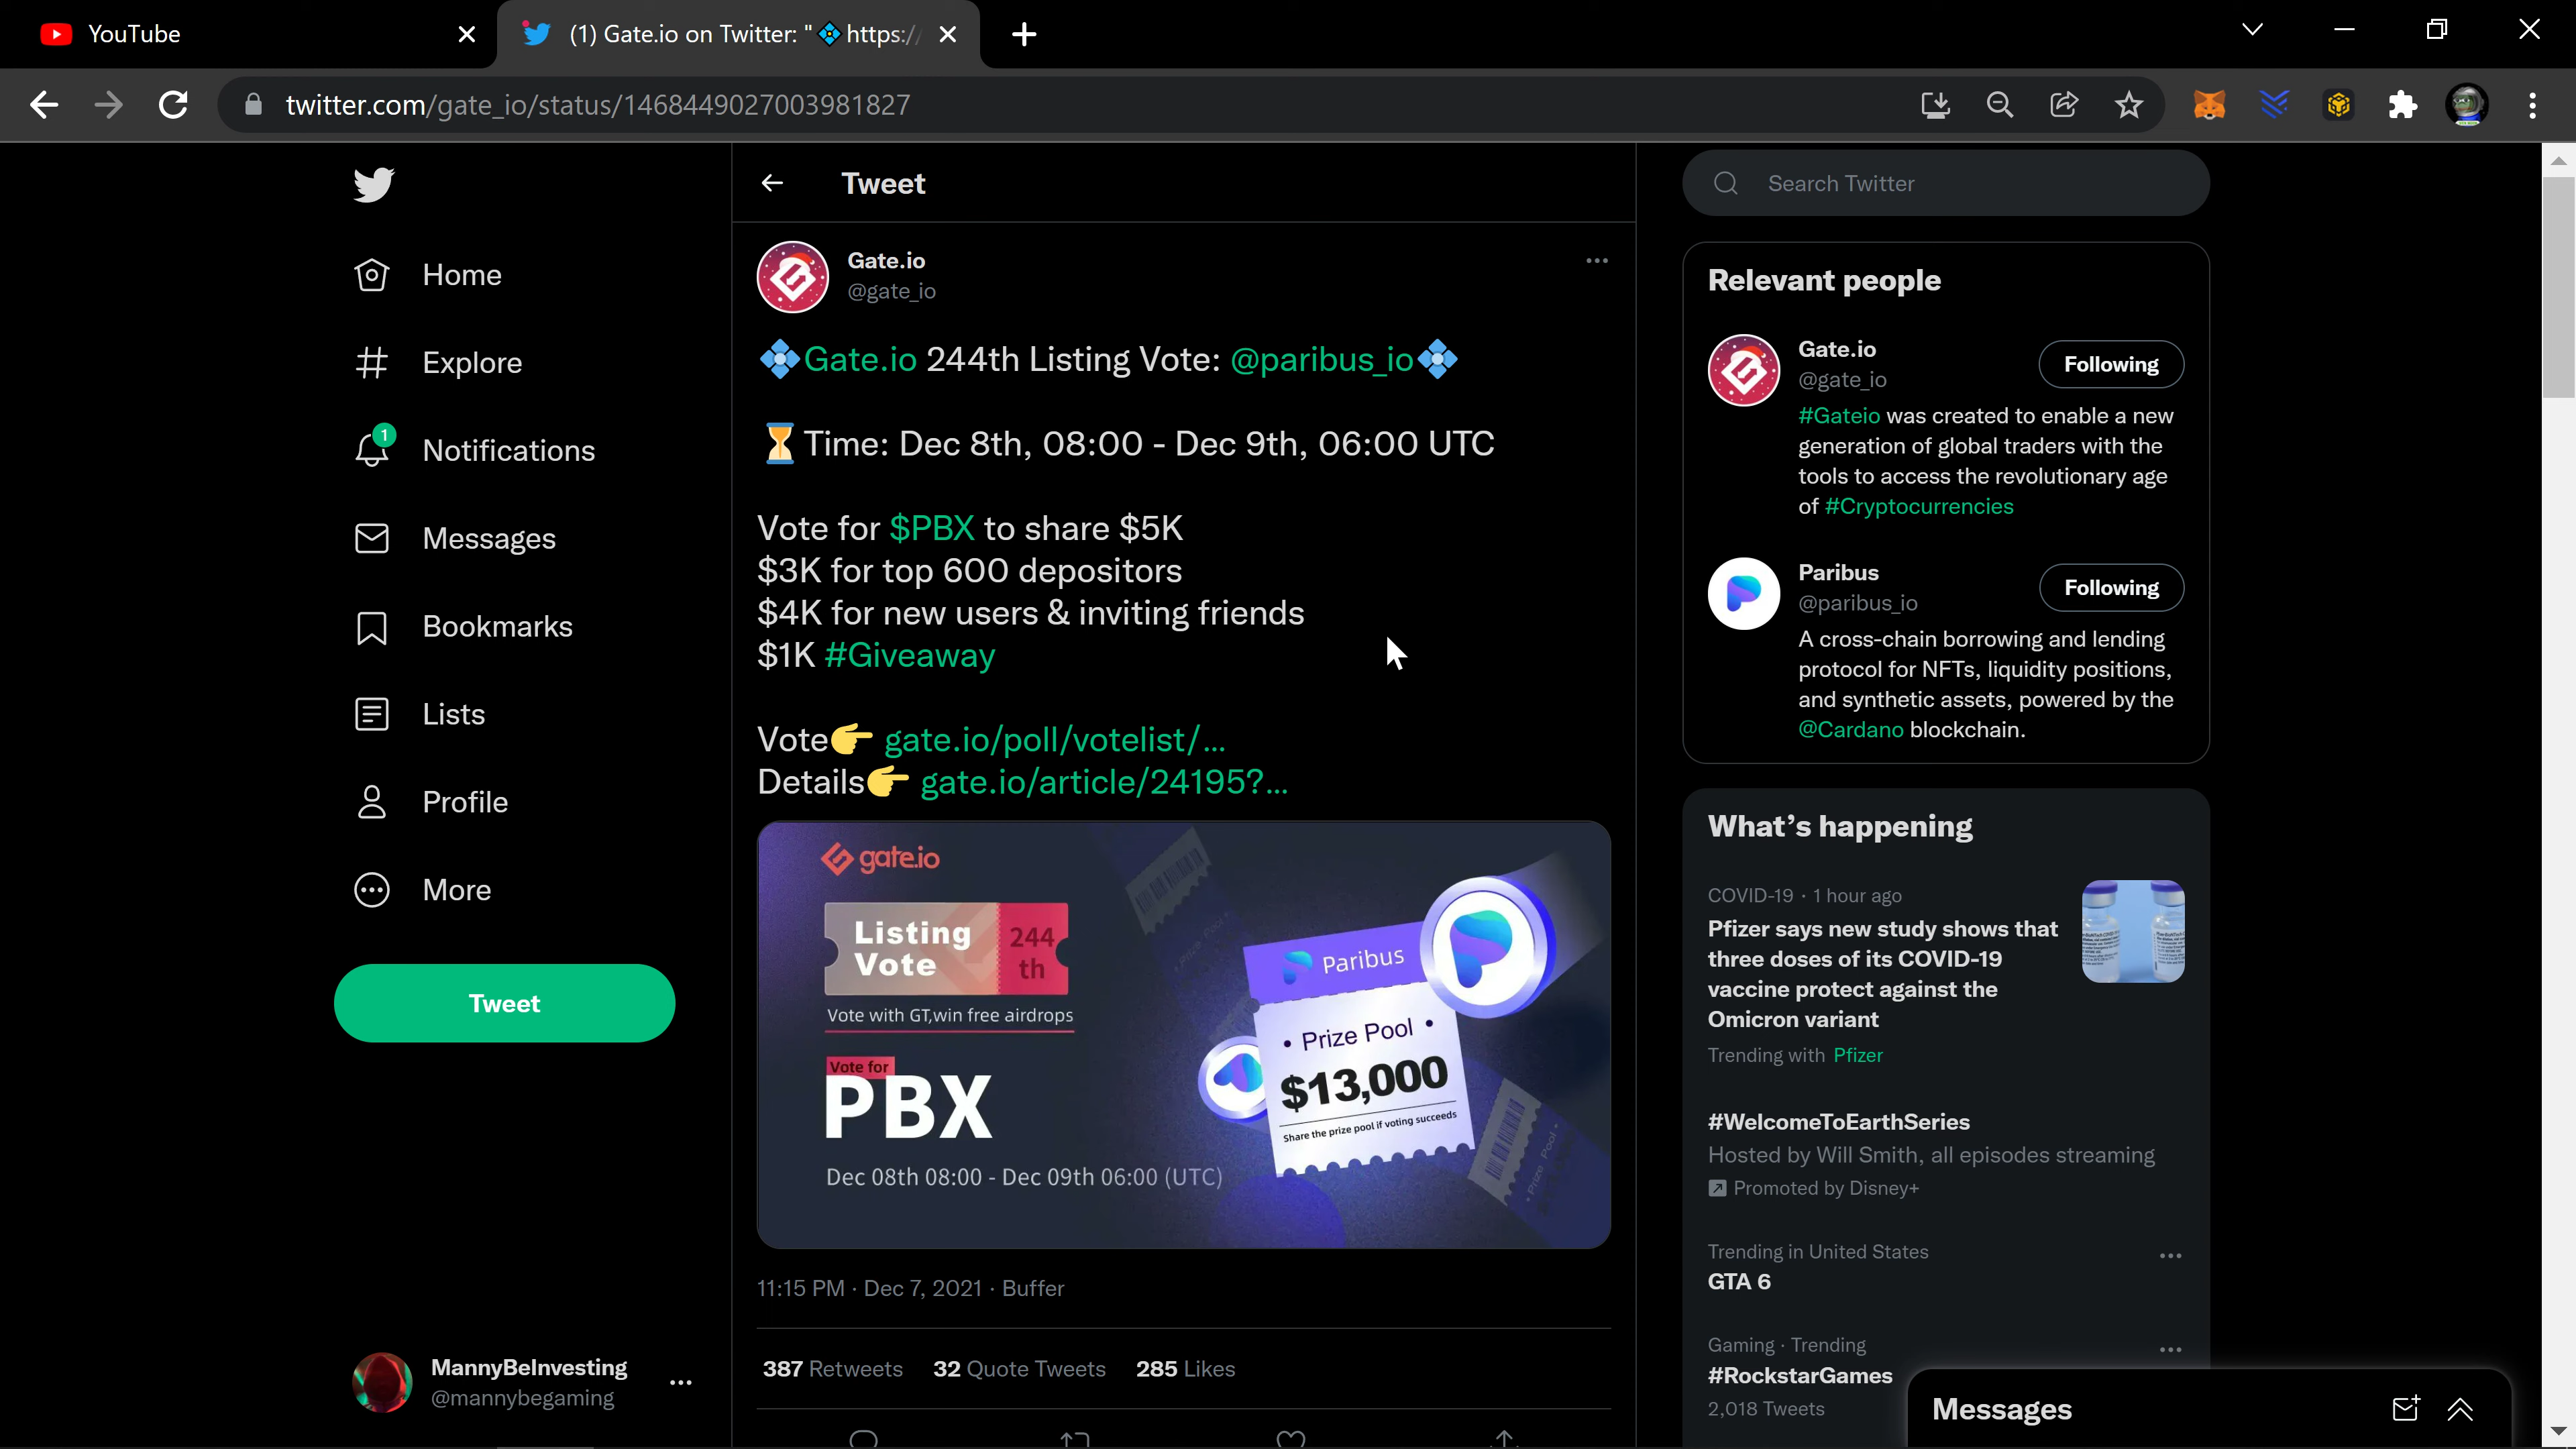 YouTube
(1) Gate.io on Twitter: "💠https://
twitter.com/gate_io/status/1468449027003981827
Home
Explore
1
Notifications
Messages
Bookmarks
Lists
Profile
More
Tweet
MannyBeInvesting
@mannybegaming
Tweet
Gate.io
@gate_io
💠Gate.io 244th Listing Vote: @paribus_io💠
⏳Time: Dec 8th, 08:00 - Dec 9th, 06:00 UTC
Vote for $PBX to share $5K
$3K for top 600 depositors
$4K for new users & inviting friends
$1K #Giveaway
Vote👉 gate.io/poll/votelist/...
Details👉 gate.io/article/24195?...
gate.io
Listing
Vote
244
th
Vote with GT,win free airdrops
Vote for
PBX
Dec 08th 08:00 - Dec 09th 06:00 (UTC)
Paribus
• Prize Pool •
$13,000
Share the prize pool if voting succeeds
11:15 PM · Dec 7, 2021 · Buffer
387 Retweets 32 Quote Tweets 285 Likes
Search Twitter
Relevant people
Gate.io
@gate_io
Following
#Gateio was created to enable a new
generation of global traders with the
tools to access the revolutionary age
of #Cryptocurrencies
Paribus
@paribus_io
Following
A cross-chain borrowing and lending
protocol for NFTs, liquidity positions,
and synthetic assets, powered by the
@Cardano blockchain.
What's happening
COVID-19 · 1 hour ago
Pfizer says new study shows that
three doses of its COVID-19
vaccine protect against the
Omicron variant
Trending with Pfizer
#WelcomeToEarthSeries
Hosted by Will Smith, all episodes streaming
Promoted by Disney+
Trending in United States
GTA 6
Gaming · Trending
#RockstarGames
2,018 Tweets
Messages